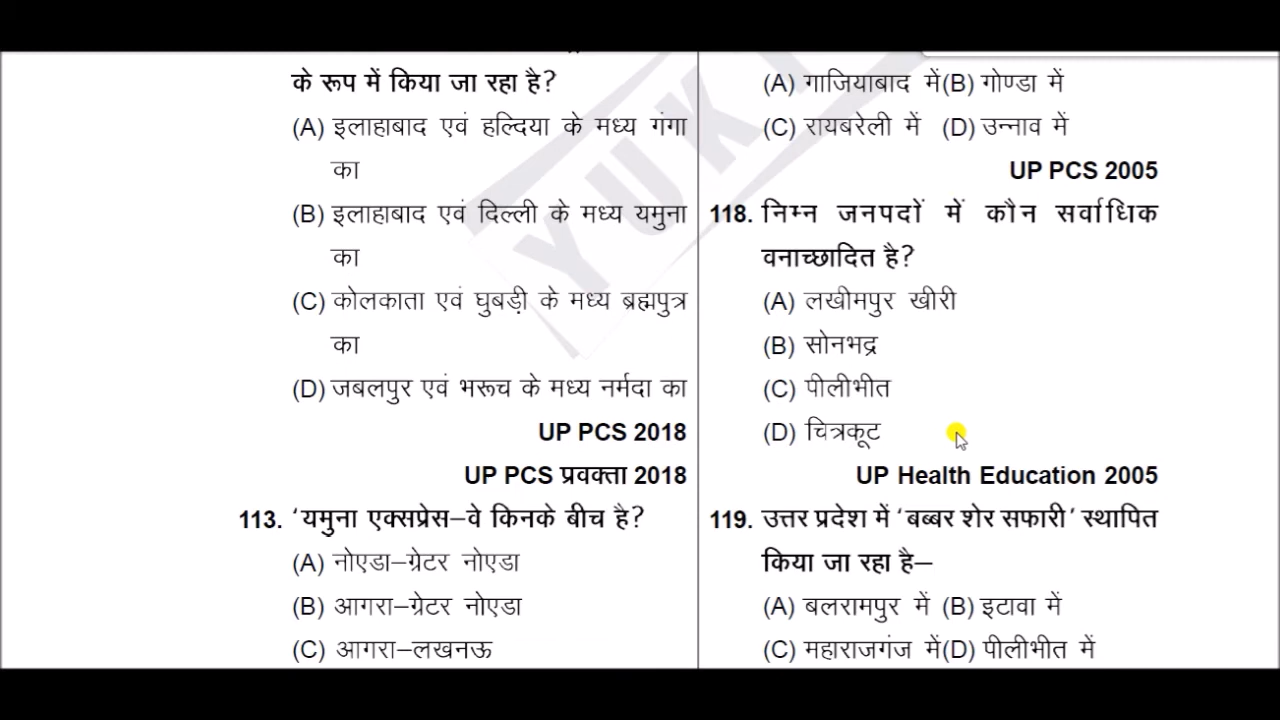 के रूप में किया जा रहा है?
(A) इलाहाबाद एवं हल्दिया के मध्य गंगा
का
(B) इलाहाबाद एवं दिल्ली के मध्य यमुना
का
(C) कोलकाता एवं घुबड़ी के मध्य ब्रह्मपुत्र
का
(D) जबलपुर एवं भरूच के मध्य नर्मदा का
UP PCS 2018
UP PCS प्रवक्ता 2018
113. ‘यमुना एक्सप्रेस–वे किनके बीच है?
(A) नोएडा–ग्रेटर नोएडा
(B) आगरा–ग्रेटर नोएडा
(C) आगरा–लखनऊ
(A) गाजियाबाद में(B) गोण्डा में
(C) रायबरेली में (D) उन्नाव में
UP PCS 2005
118. निम्न जनपदों में कौन सर्वाधिक
वनाच्छादित है?
(A) लखीमपुर खीरी
(B) सोनभद्र
(C) पीलीभीत
(D) चित्रकूट
UP Health Education 2005
119. उत्तर प्रदेश में ‘बब्बर शेर सफारी’ स्थापित
किया जा रहा है–
(A) बलरामपुर में (B) इटावा में
(C) महाराजगंज में(D) पीलीभीत में